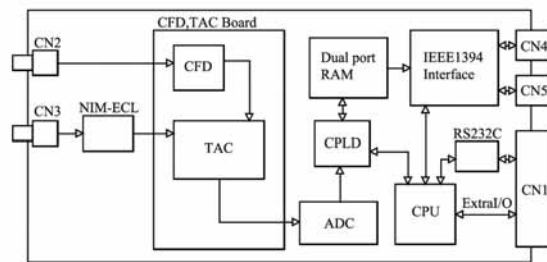 CFD,TAC Board
CN2
CFD
Dual port
RAM
IEEE1394
Interface
CN4
CN5
CN3
NIM-ECL
TAC
CPLD
RS232C
CN1
ADC
CPU
ExtraI/O